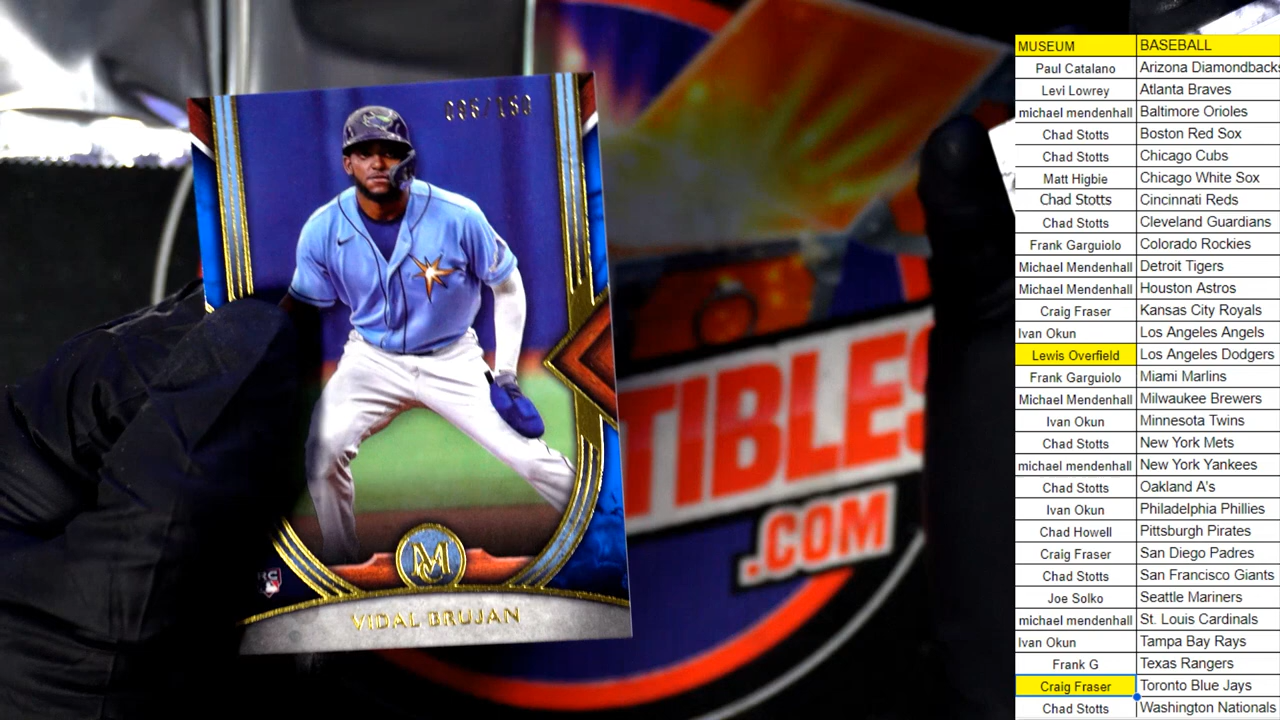 VIDAL BRUJAN
RC
M
TIBLES
.COM
MUSEUM BASEBALL
Paul Catalano Arizona Diamondbacks
Levi Lowrey Atlanta Braves
michael mendenhall Baltimore Orioles
Chad Stotts Boston Red Sox
Chad Stotts Chicago Cubs
Matt Higbie Chicago White Sox
Chad Stotts Cincinnati Reds
Chad Stotts Cleveland Guardians
Frank Garguiolo Colorado Rockies
Michael Mendenhall Detroit Tigers
Michael Mendenhall Houston Astros
Craig Fraser Kansas City Royals
Ivan Okun Los Angeles Angels
Lewis Overfield Los Angeles Dodgers
Frank Garguiolo Miami Marlins
Michael Mendenhall Milwaukee Brewers
Ivan Okun Minnesota Twins
Chad Stotts New York Mets
michael mendenhall New York Yankees
Chad Stotts Oakland A's
Ivan Okun Philadelphia Phillies
Chad Howell Pittsburgh Pirates
Craig Fraser San Diego Padres
Chad Stotts San Francisco Giants
Joe Solko Seattle Mariners
michael mendenhall St. Louis Cardinals
Ivan Okun Tampa Bay Rays
Frank G Texas Rangers
Craig Fraser Toronto Blue Jays
Chad Stotts Washington Nationals